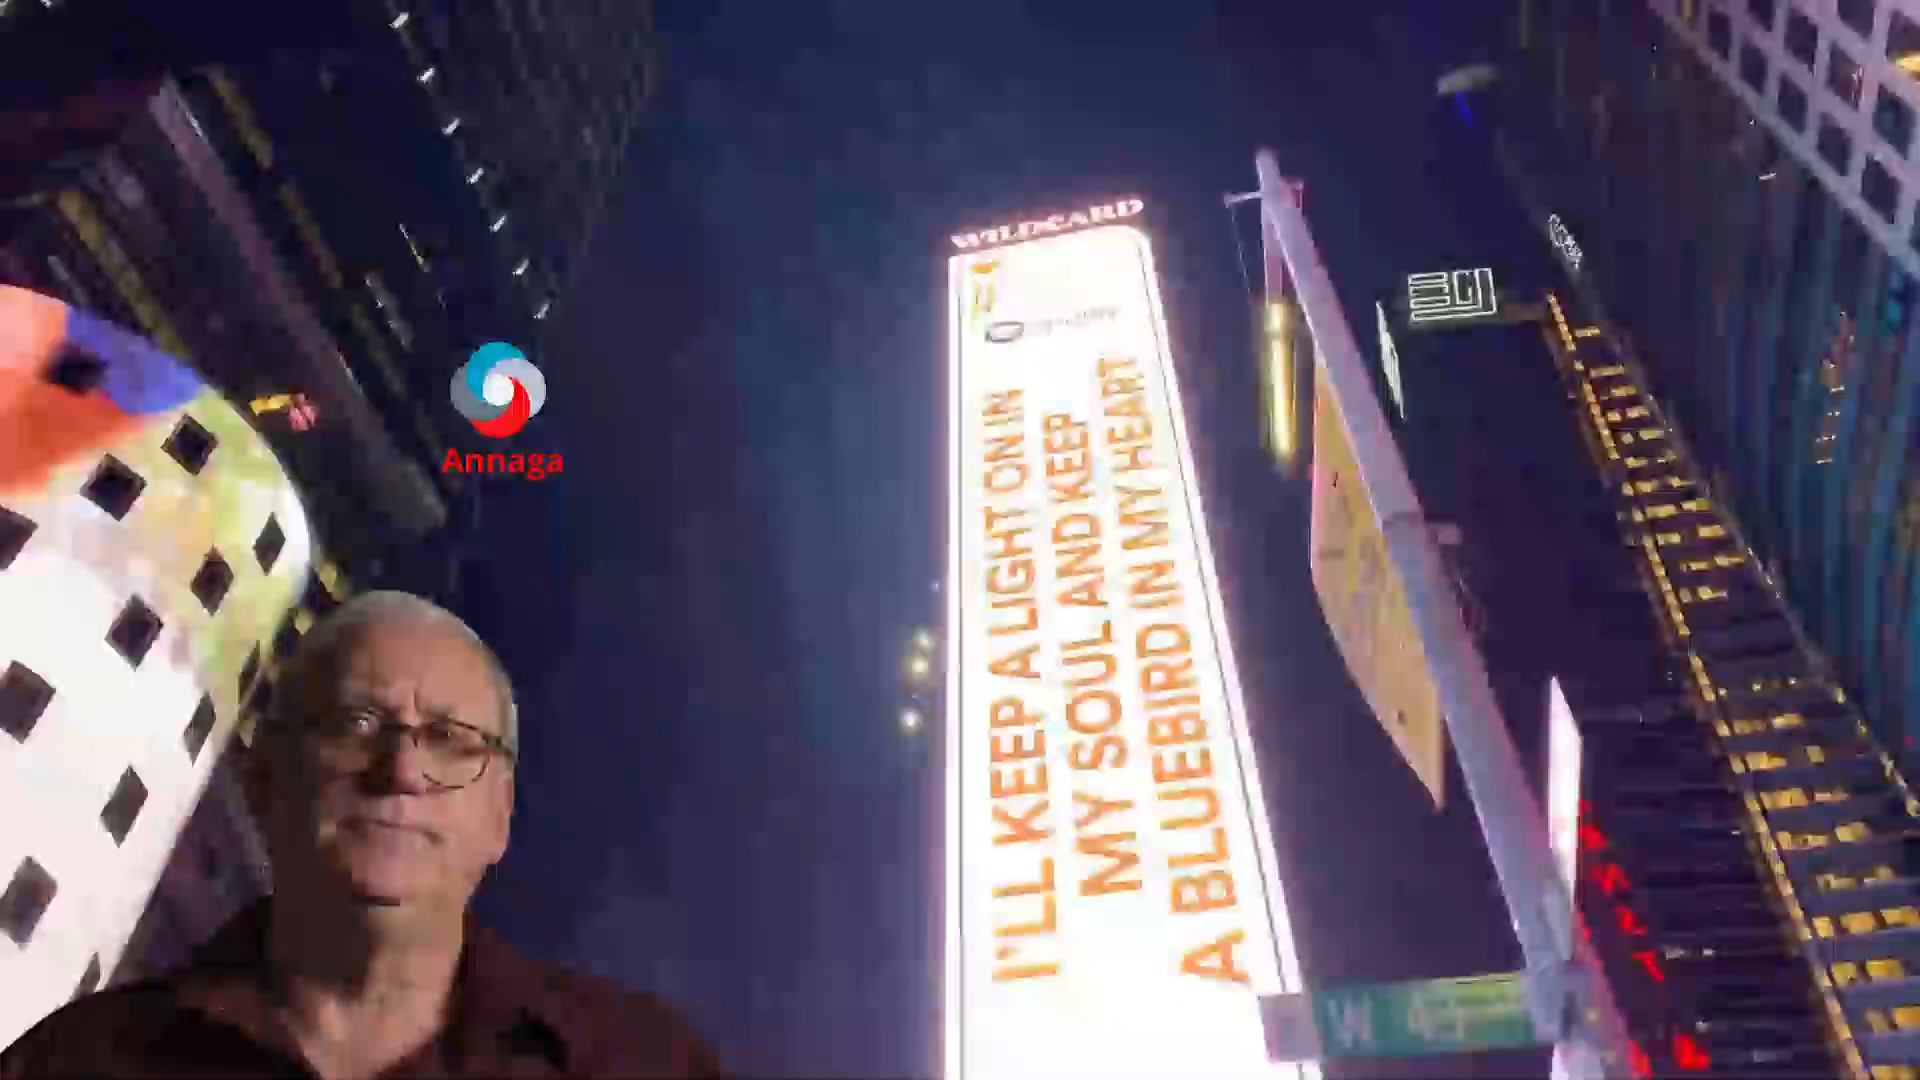 WILDCARD
I'LL KEEP A LIGHT ON IN
MY SOUL AND KEEP
A BLUEBIRD IN MY HEART
Annaga
W